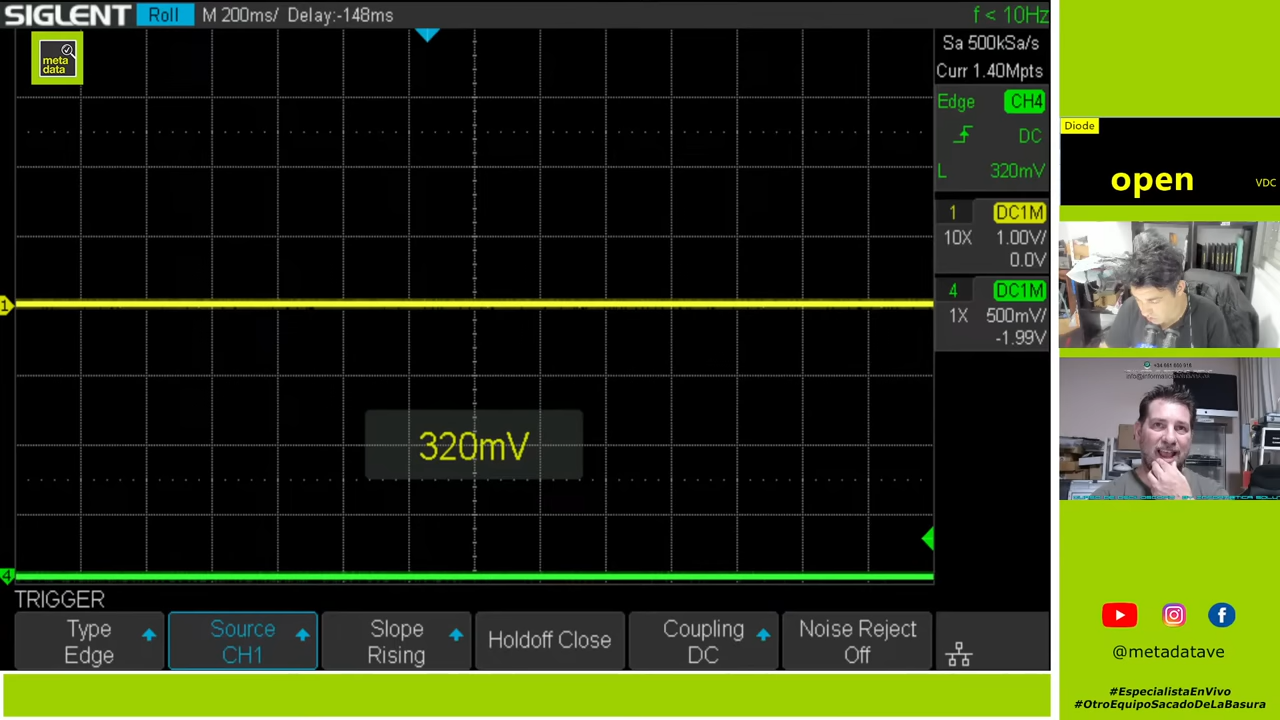 SIGLENT Roll M 200ms/ Delay:-148ms f < 10Hz
meta
data
Sa 500kSa/s
Curr 1.40Mpts
Edge CH4
DC
L 320mV
1 DC1M
10X 1.00V/
0.0V
4 DC1M
1X 500mV/
-1.99V
1
320mV
4
TRIGGER
Type
Edge
Source
CH1
Slope
Rising
Holdoff Close
Coupling
DC
Noise Reject
Off
Diode
open VDC
@metadatave
#EspecialistaEnVivo
#OtroEquipoSacadoDeLaBasura